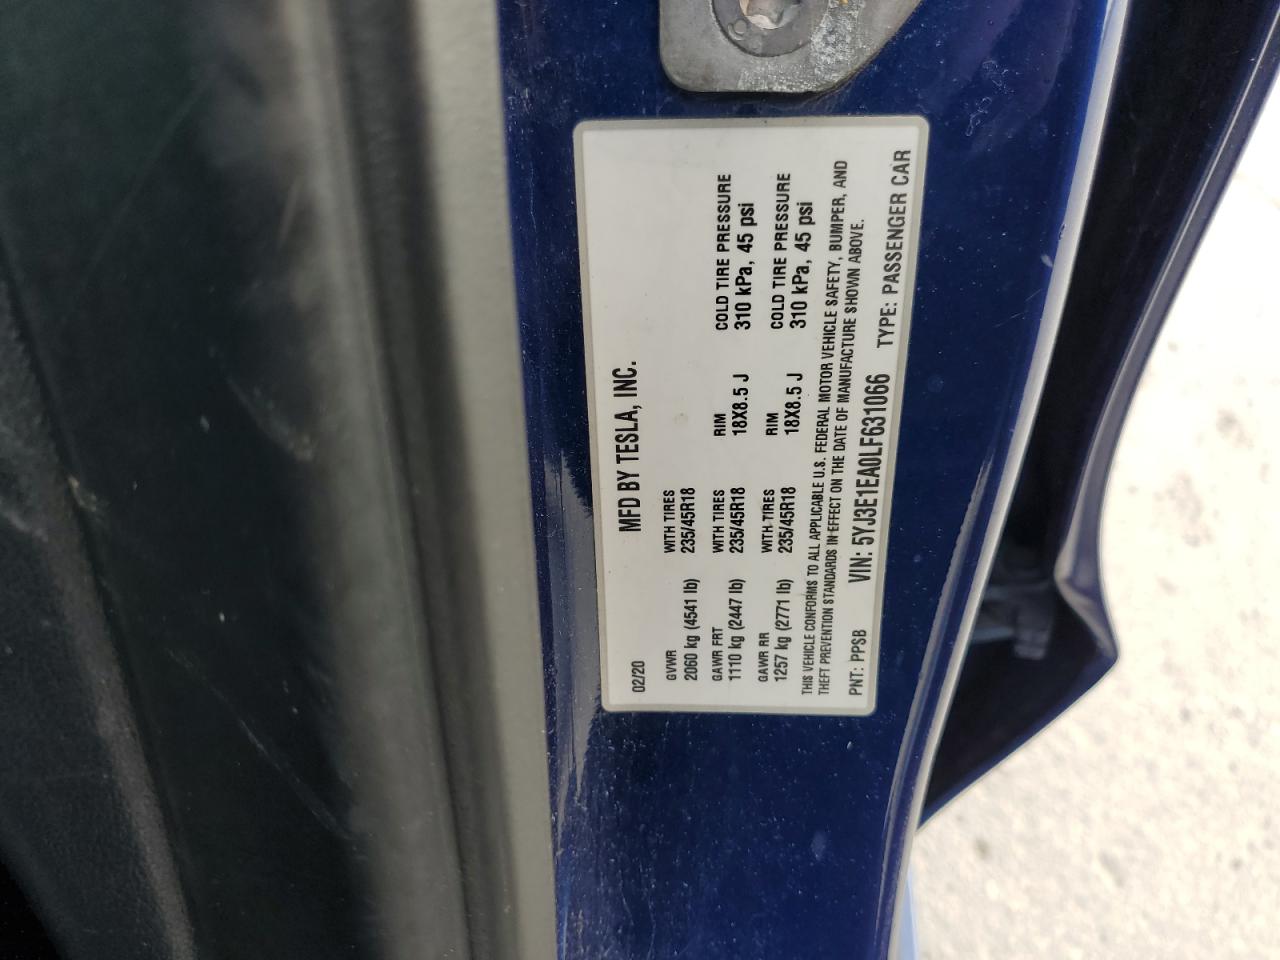 MFD BY TESLA, INC.
02/20
GVWR WITH TIRES
2060 kg (4541 lb) 235/45R18
GAWR FRT WITH TIRES RIM COLD TIRE PRESSURE
1110 kg (2447 lb) 235/45R18 18X8.5 J 310 kPa, 45 psi
GAWR RR WITH TIRES RIM COLD TIRE PRESSURE
1257 kg (2771 lb) 235/45R18 18X8.5 J 310 kPa, 45 psi
THIS VEHICLE CONFORMS TO ALL APPLICABLE U.S. FEDERAL MOTOR VEHICLE SAFETY, BUMPER, AND
THEFT PREVENTION STANDARDS IN EFFECT ON THE DATE OF MANUFACTURE SHOWN ABOVE.
PNT: PPSB VIN: 5YJ3E1EA0LF631066 TYPE: PASSENGER CAR